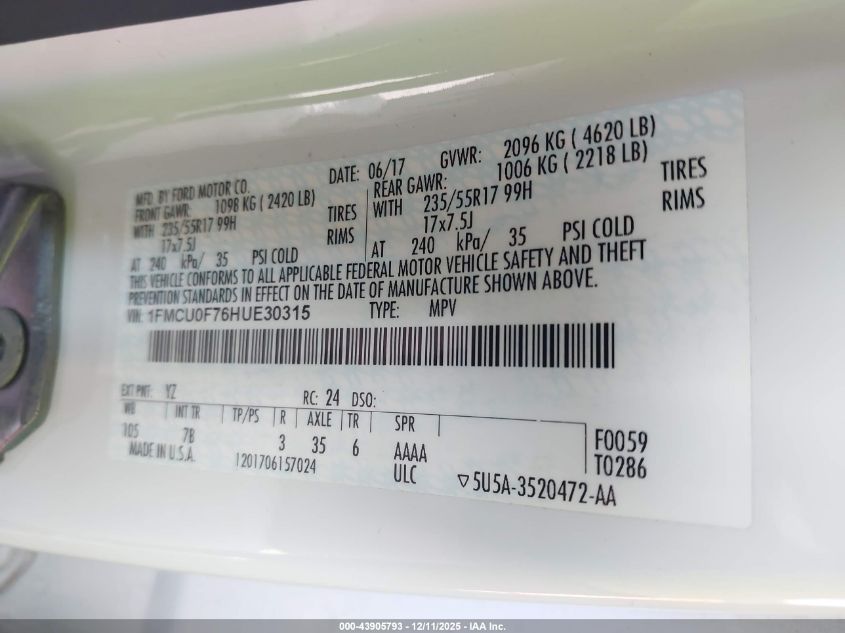 MFD. BY FORD MOTOR CO.
DATE: 06/17 GVWR: 2096 KG ( 4620 LB)
FRONT GAWR: 1098 KG ( 2420 LB)
REAR GAWR: 1006 KG ( 2218 LB)
WITH 235/55R17 99H TIRES
WITH 235/55R17 99H TIRES
17x7.5J RIMS
17x7.5J RIMS
AT 240 kPa/ 35 PSI COLD
AT 240 kPa/ 35 PSI COLD
THIS VEHICLE CONFORMS TO ALL APPLICABLE FEDERAL MOTOR VEHICLE SAFETY AND THEFT
PREVENTION STANDARDS IN EFFECT ON THE DATE OF MANUFACTURE SHOWN ABOVE.
VIN: 1FMCU0F76HUE30315 TYPE: MPV
EXT PNT: YZ RC: 24 DSO:
WB INT TR TP/PS R AXLE TR SPR
105 7B 3 35 6 AAAA
F0059
MADE IN U.S.A. 1201706157024 ULC
T0286
▽5U5A-3520472-AA
000-43905793 - 12/11/2025 - IAA Inc.